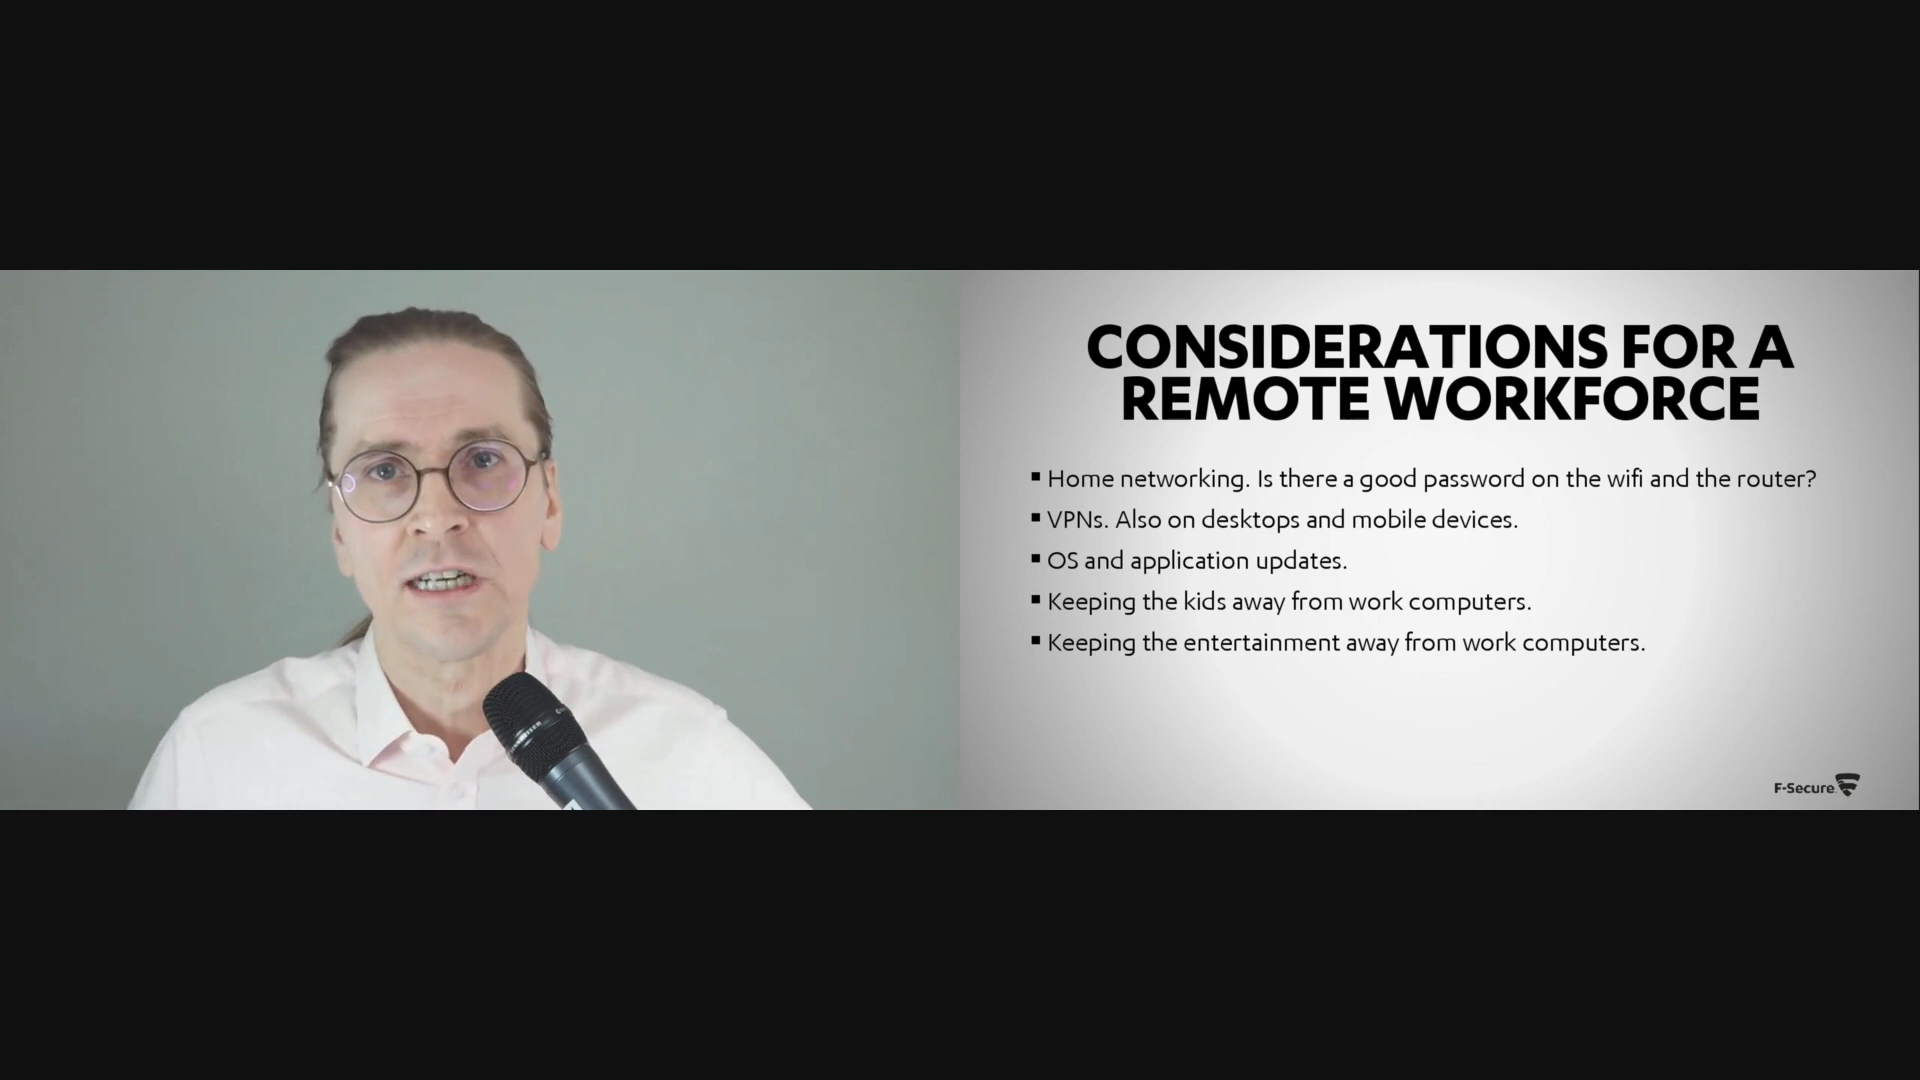 CONSIDERATIONS FOR A
REMOTE WORKFORCE
▪ Home networking. Is there a good password on the wifi and the router?
▪ VPNs. Also on desktops and mobile devices.
▪ OS and application updates.
▪ Keeping the kids away from work computers.
▪ Keeping the entertainment away from work computers.
F-Secure